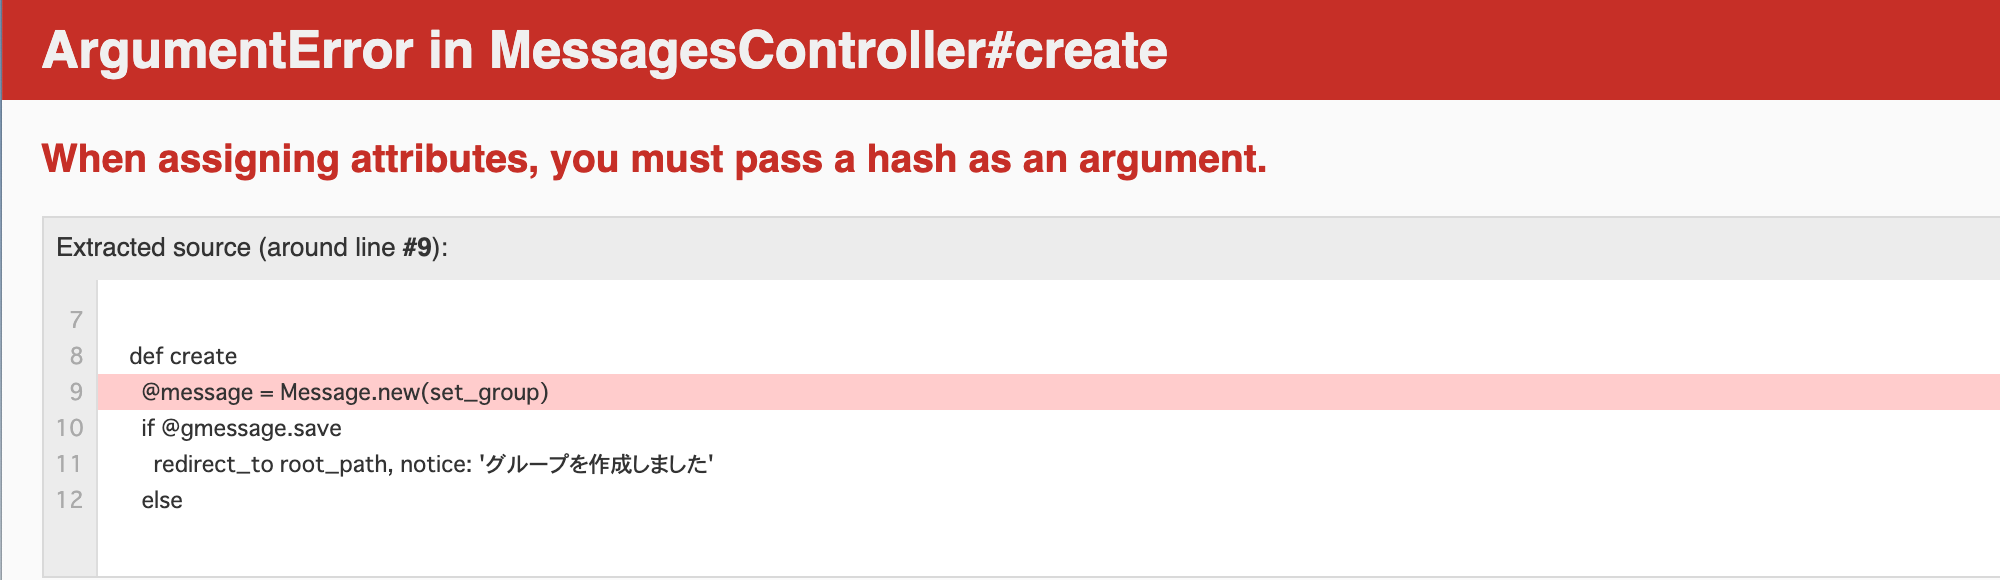 ArgumentError in MessagesController#create
When assigning attributes, you must pass a hash as an argument.
Extracted source (around line #9):
7
8 def create
9 @message = Message.new(set_group)
10 if @gmessage.save
11 redirect_to root_path, notice: 'グループを作成しました'
12 else